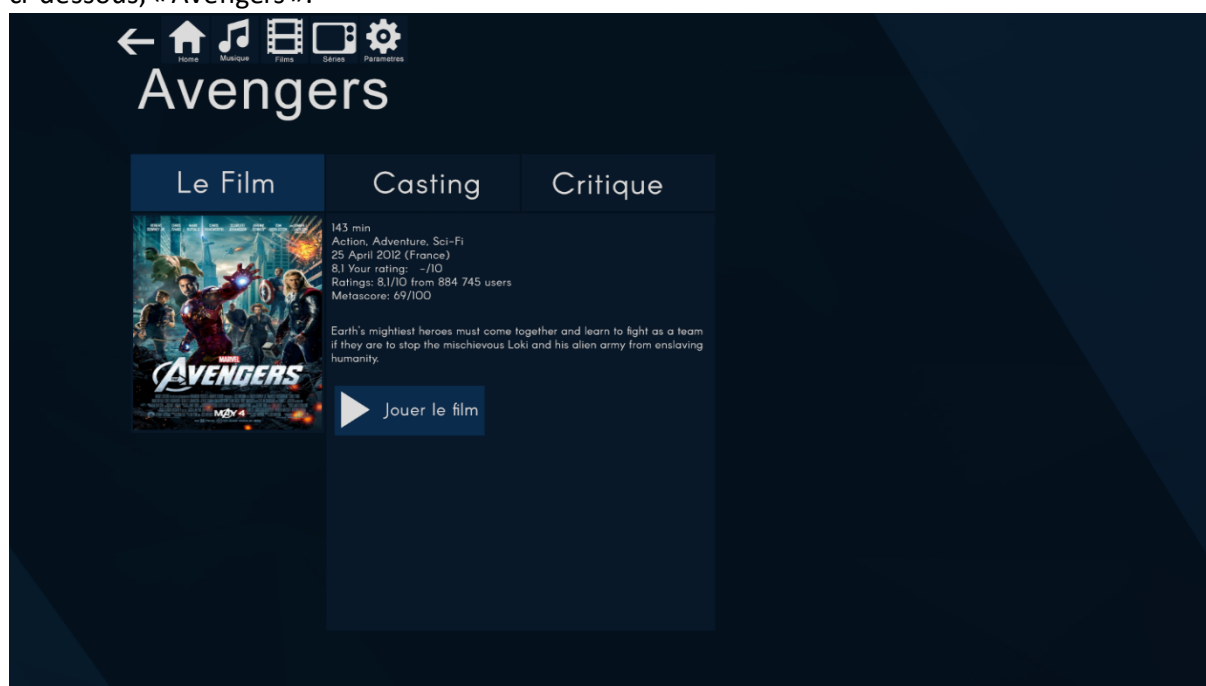 ci-dessous, « Avengers ».
Home Musique Films Séries Parametres
Avengers
Le Film Casting Critique
143 min
Action, Adventure, Sci-Fi
25 April 2012 (France)
8,1 Your rating: -/10
Ratings: 8,1/10 from 884 745 users
Metascore: 69/100
Earth's mightiest heroes must come together and learn to fight as a team
if they are to stop the mischievous Loki and his alien army from enslaving
humanity.
MARVEL
AVENGERS
MAY 4
Jouer le film